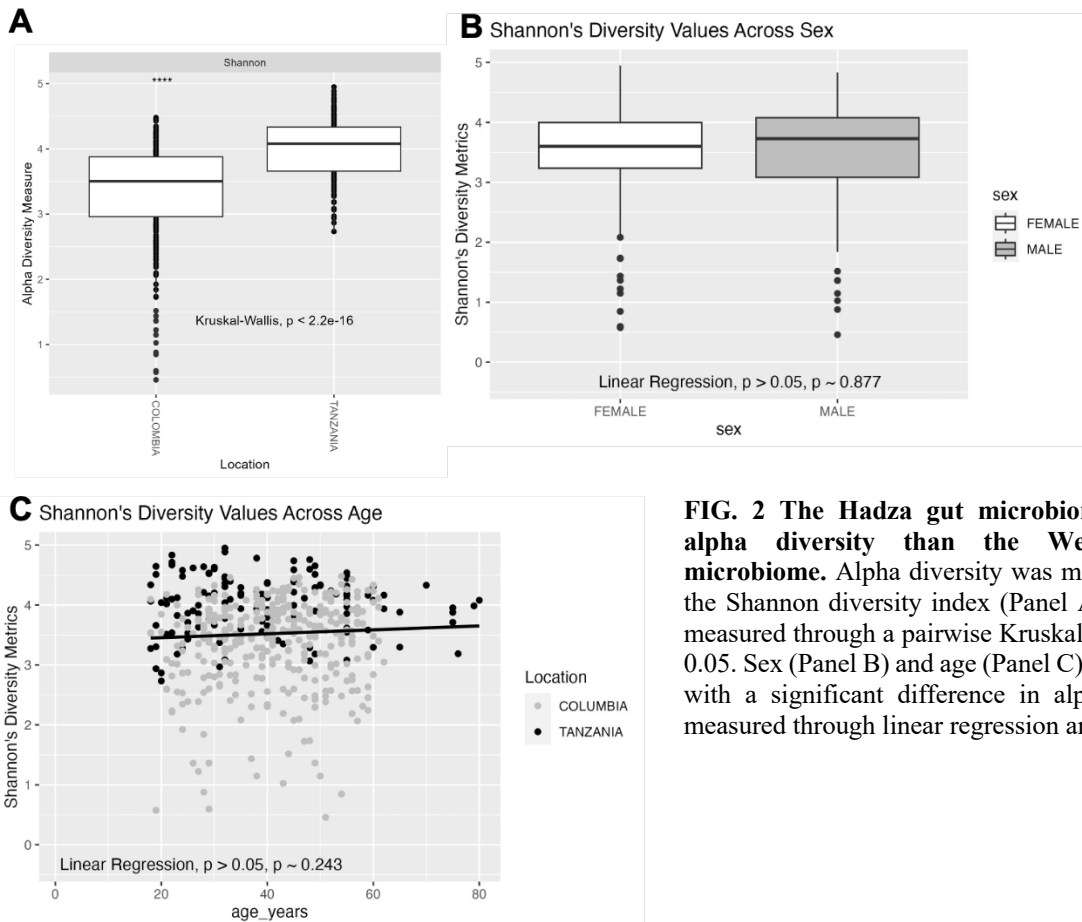 A
Shannon
****
5
4
3
2
1
Alpha Diversity Measure
Kruskal-Wallis, p < 2.2e-16
COLOMBIA
TANZANIA
Location
B Shannon's Diversity Values Across Sex
5
4
3
2
1
0
Shannon's Diversity Metrics
Linear Regression, p > 0.05, p ~ 0.877
FEMALE
MALE
sex
sex
FEMALE
MALE
C Shannon's Diversity Values Across Age
5
4
3
2
1
0
Shannon's Diversity Metrics
Linear Regression, p > 0.05, p ~ 0.243
0
20
40
60
80
age_years
Location
COLUMBIA
TANZANIA
FIG. 2 The Hadza gut microbiom
alpha diversity than the We
microbiome. Alpha diversity was m
the Shannon diversity index (Panel A
measured through a pairwise Kruskal
0.05. Sex (Panel B) and age (Panel C)
with a significant difference in alp
measured through linear regression an